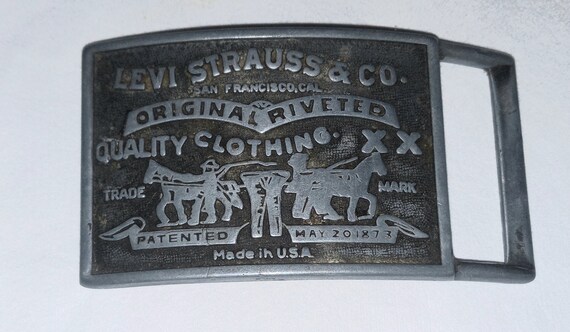 LEVI STRAUSS & CO.
SAN FRANCISCO, CAL.
ORIGINAL RIVETED
QUALITY CLOTHING. XX
TRADE MARK
PATENTED MAY 20 1873
Made in U.S.A.